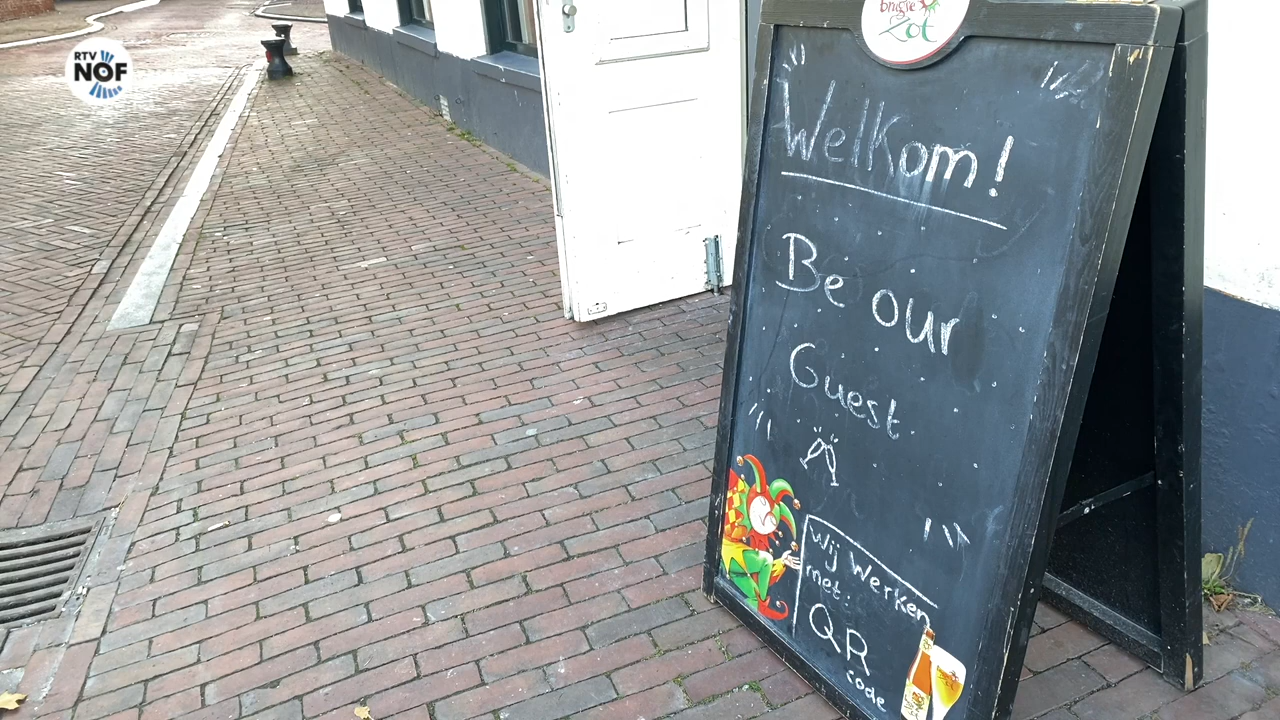 RTV
NOF
brugse
Zot
Welkom!
Be our
Guest
Wij Werken
met:
QR
code